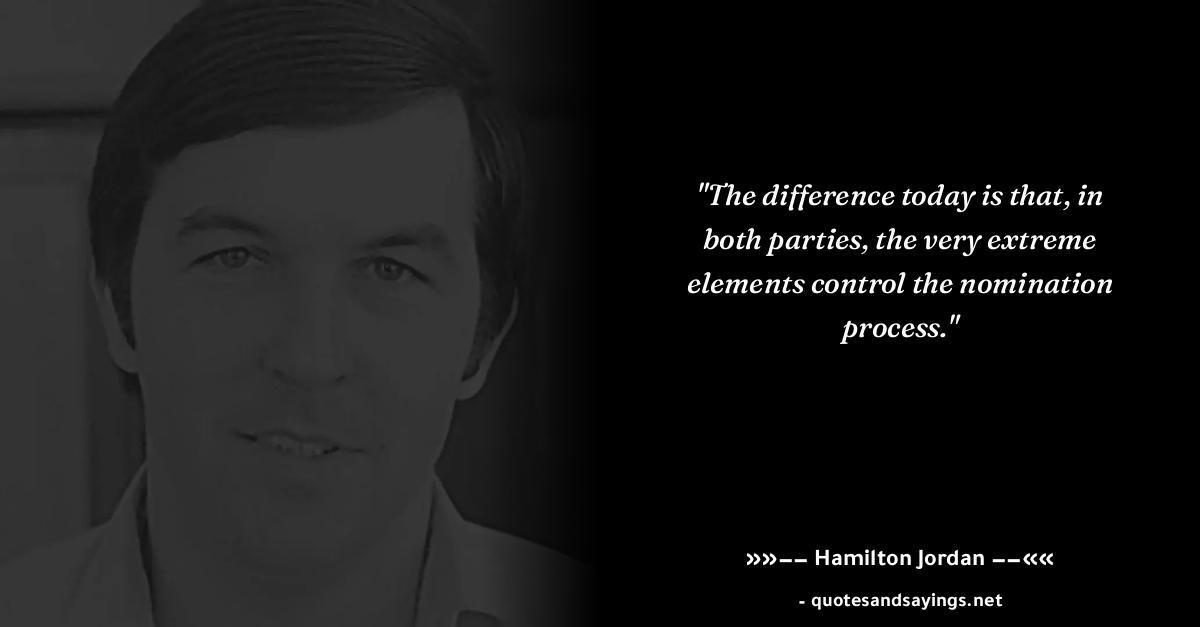 "The difference today is that, in
both parties, the very extreme
elements control the nomination
process."
»»−− Hamilton Jordan −−««
- quotesandsayings.net